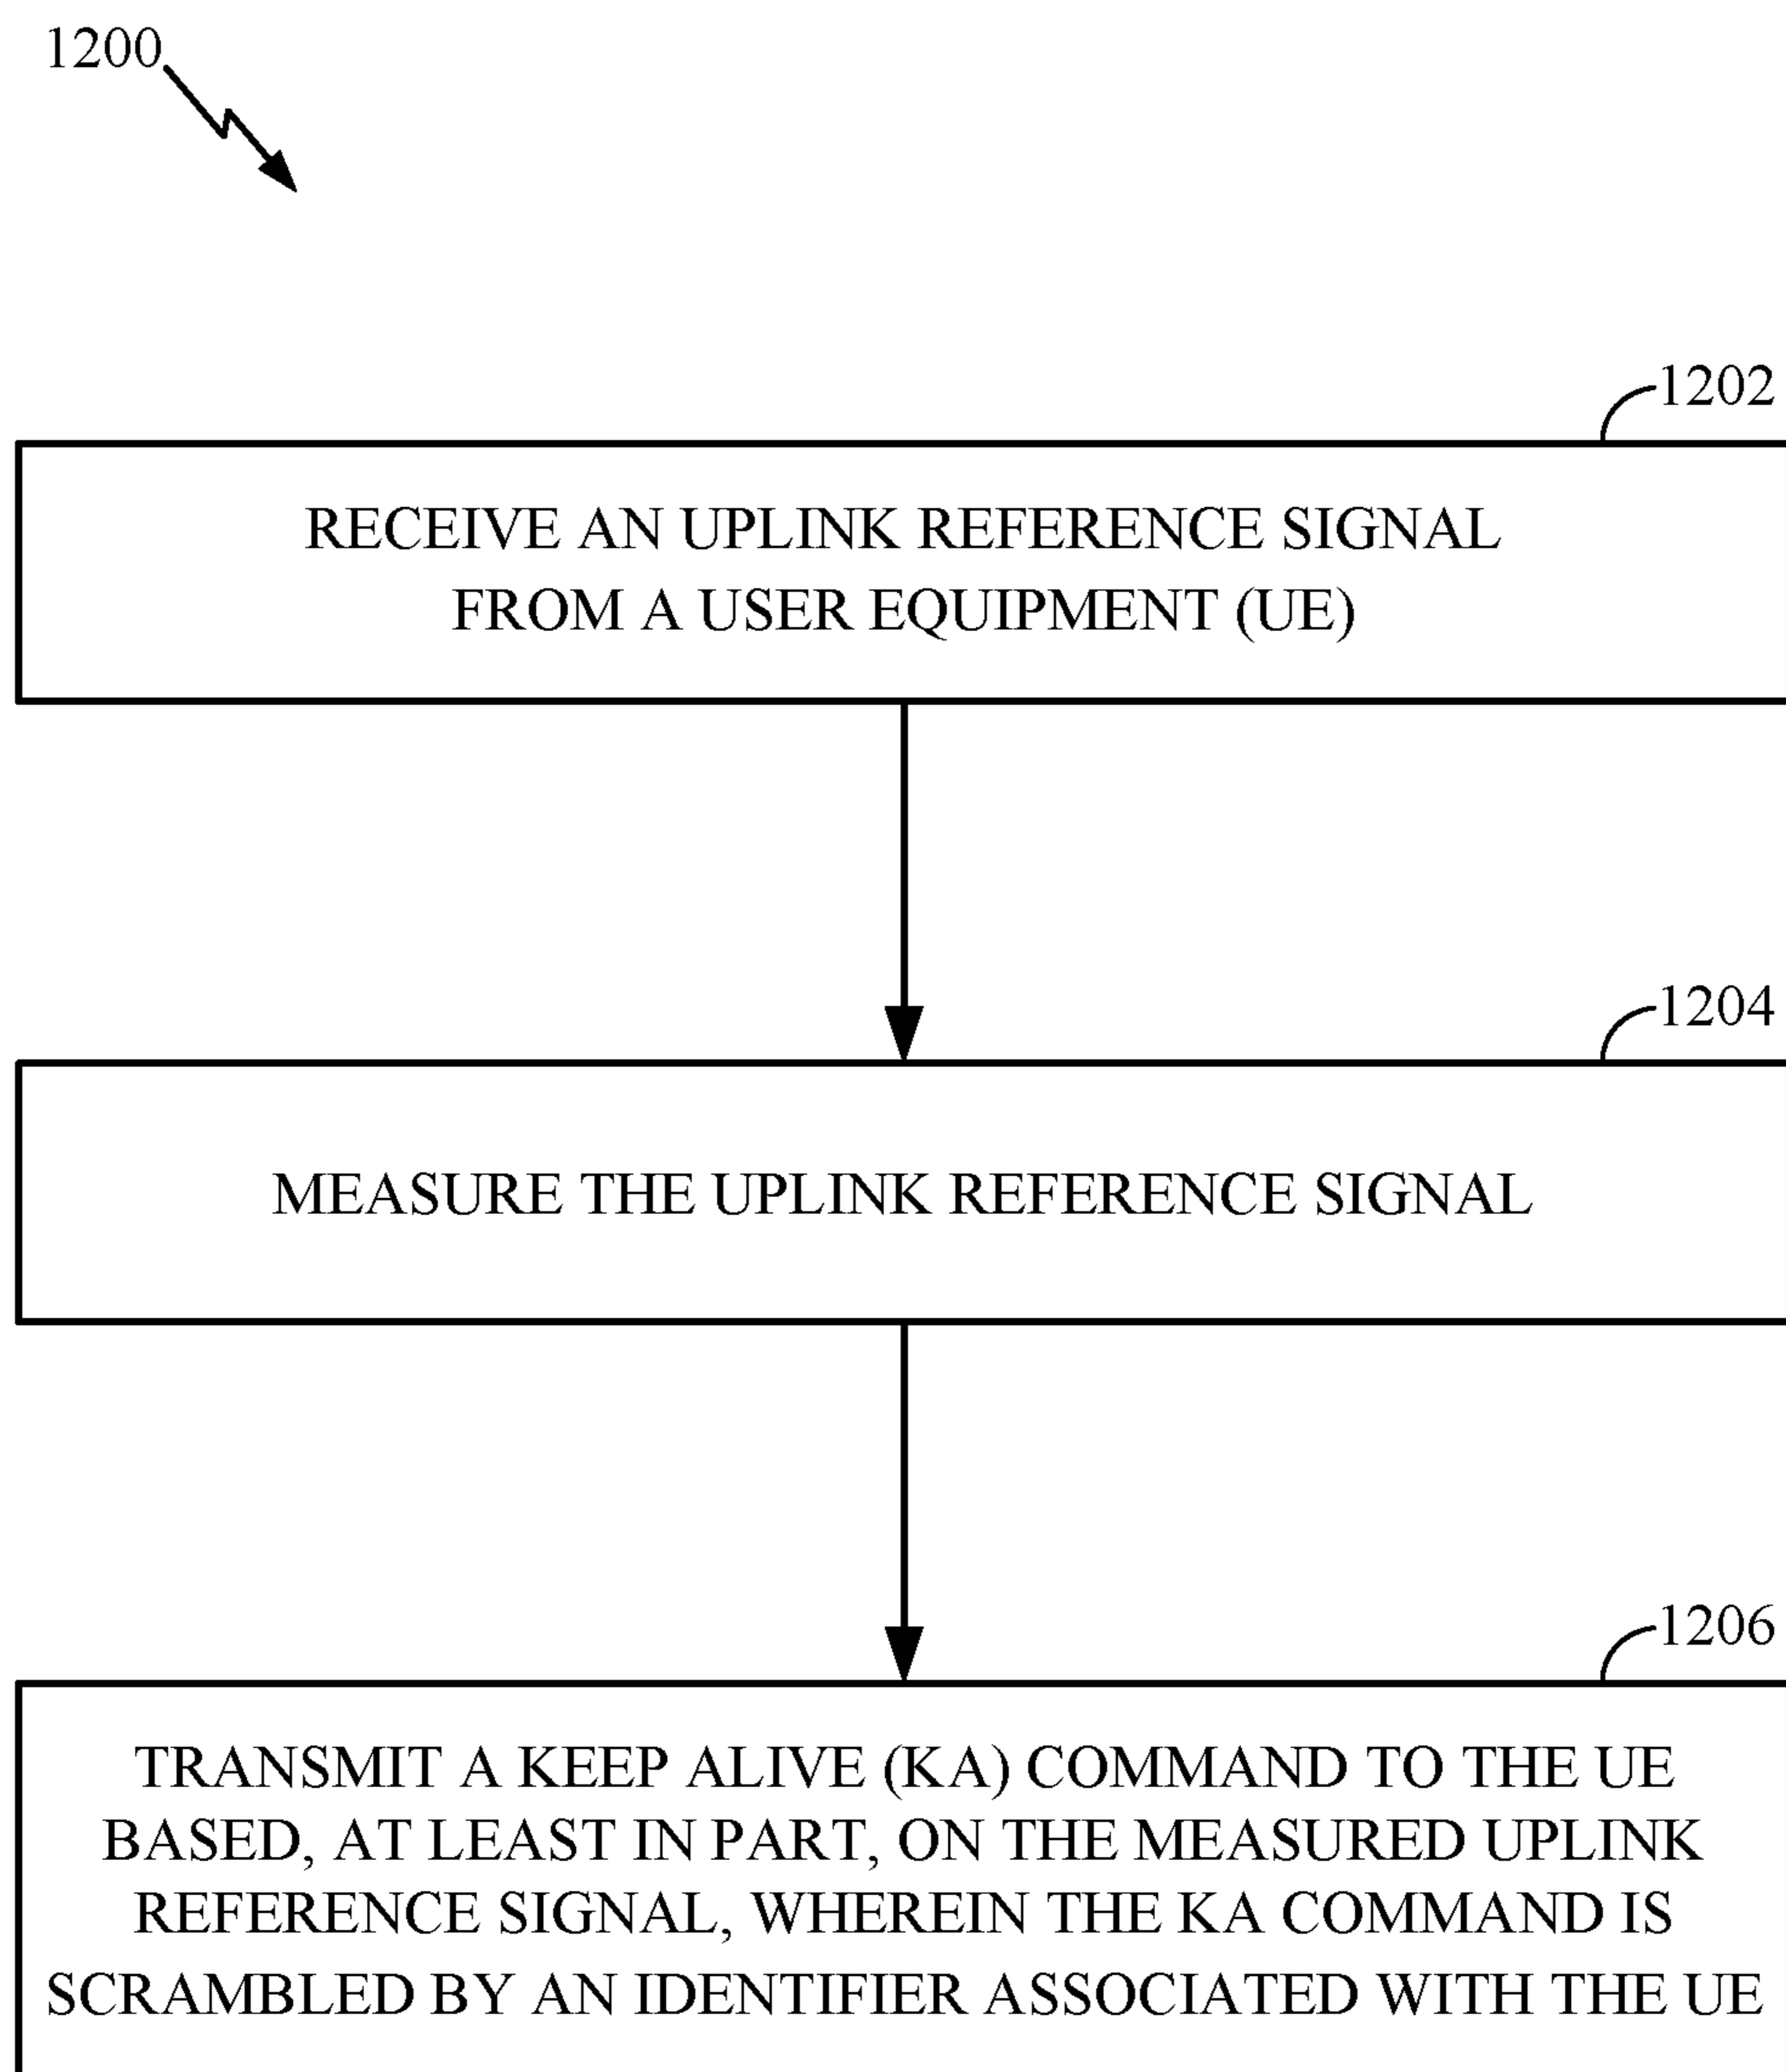 1200
1202
RECEIVE AN UPLINK REFERENCE SIGNAL
FROM A USER EQUIPMENT (UE)
1204
MEASURE THE UPLINK REFERENCE SIGNAL
1206
TRANSMIT A KEEP ALIVE (KA) COMMAND TO THE UE
BASED, AT LEAST IN PART, ON THE MEASURED UPLINK
REFERENCE SIGNAL, WHEREIN THE KA COMMAND IS
SCRAMBLED BY AN IDENTIFIER ASSOCIATED WITH THE UE